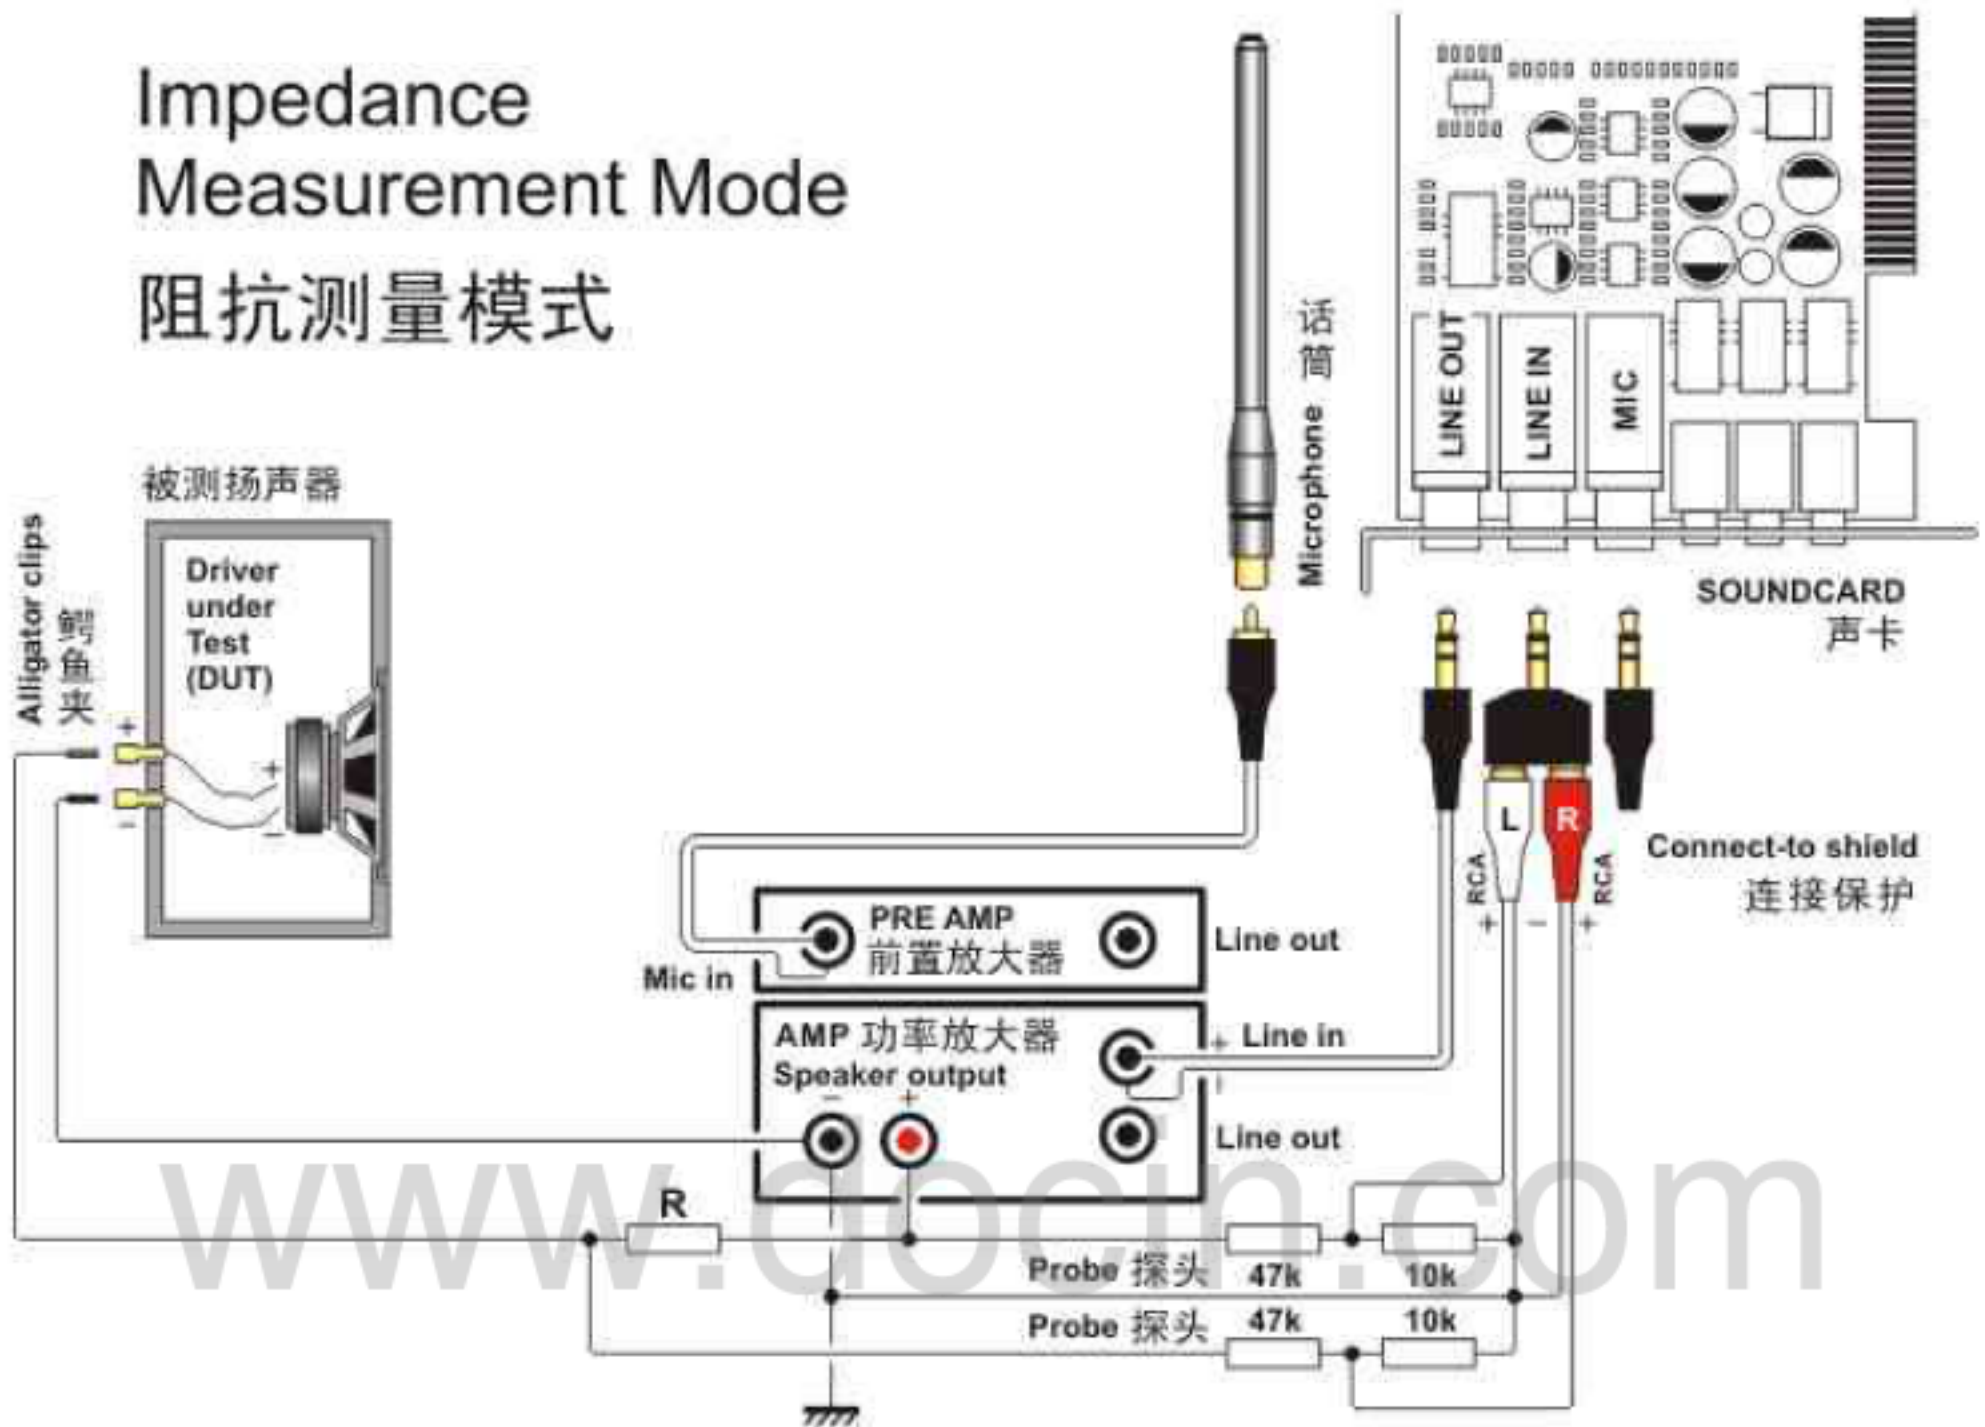 Impedance
Measurement Mode
阻抗测量模式
被测扬声器
Alligator clips
鳄鱼夹
Driver
under
Test
(DUT)
+
−
+
−
Microphone 话筒
LINE OUT
LINE IN
MIC
SOUNDCARD
声卡
L
R
RCA
RCA
+
−
+
Connect-to shield
连接保护
PRE AMP
前置放大器
Mic in
Line out
AMP 功率放大器
Speaker output
−
+
+
Line in
Line out
R
Probe 探头
47k
10k
Probe 探头
47k
10k
www.docin.com